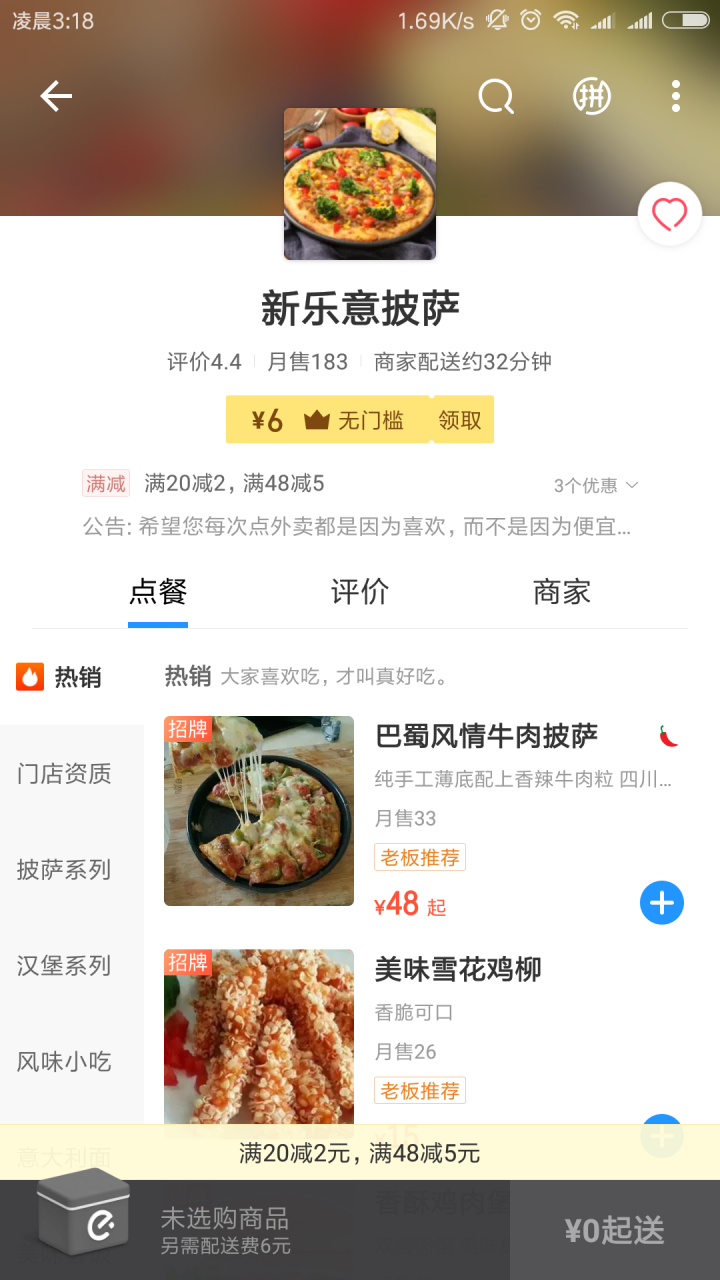 凌晨3:18 1.69K/s
拼
新乐意披萨
评价4.4 月售183 商家配送约32分钟
¥6 无门槛 领取
满减 满20减2，满48减5 3个优惠
公告: 希望您每次点外卖都是因为喜欢，而不是因为便宜...
点餐 评价 商家
热销
门店资质
披萨系列
汉堡系列
风味小吃
意大利面
热销 大家喜欢吃，才叫真好吃。
招牌
巴蜀风情牛肉披萨
纯手工薄底配上香辣牛肉粒 四川...
月售33
老板推荐
¥48 起
招牌
美味雪花鸡柳
香脆可口
月售26
老板推荐
¥15
满20减2元，满48减5元
香酥鸡肉堡
未选购商品
另需配送费6元
¥0起送